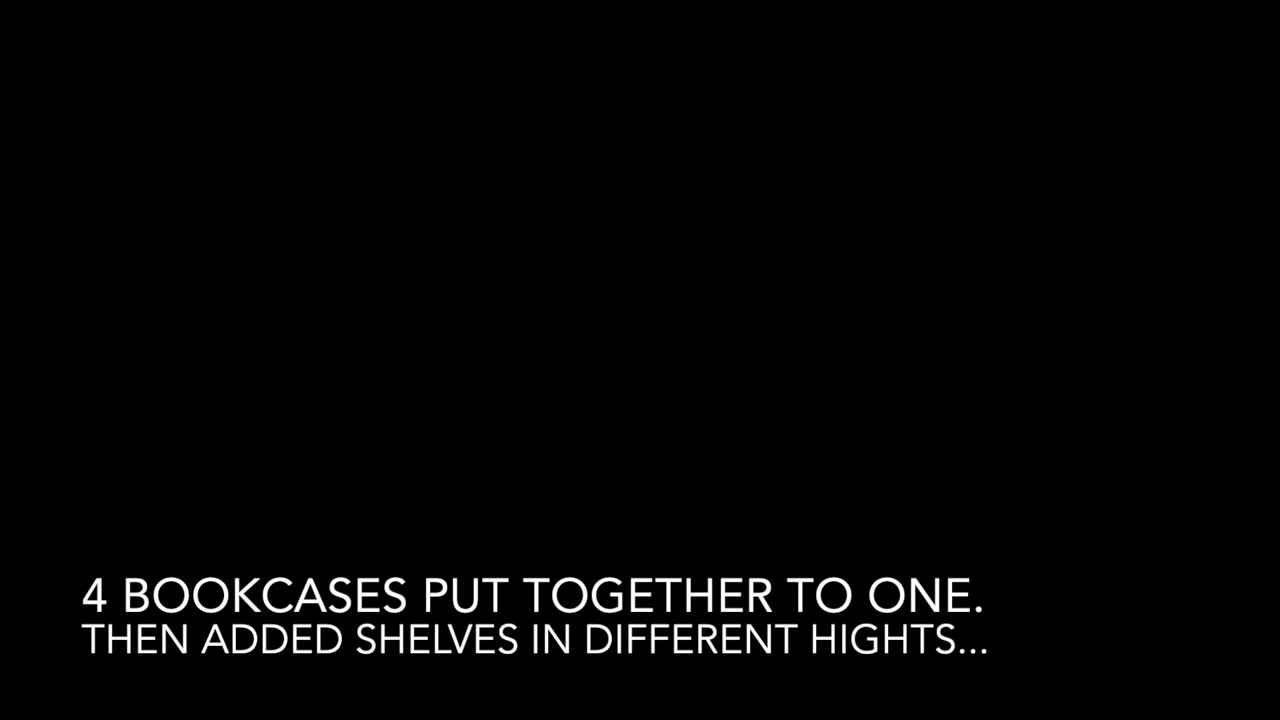 4 BOOKCASES PUT TOGETHER TO ONE.
THEN ADDED SHELVES IN DIFFERENT HIGHTS...